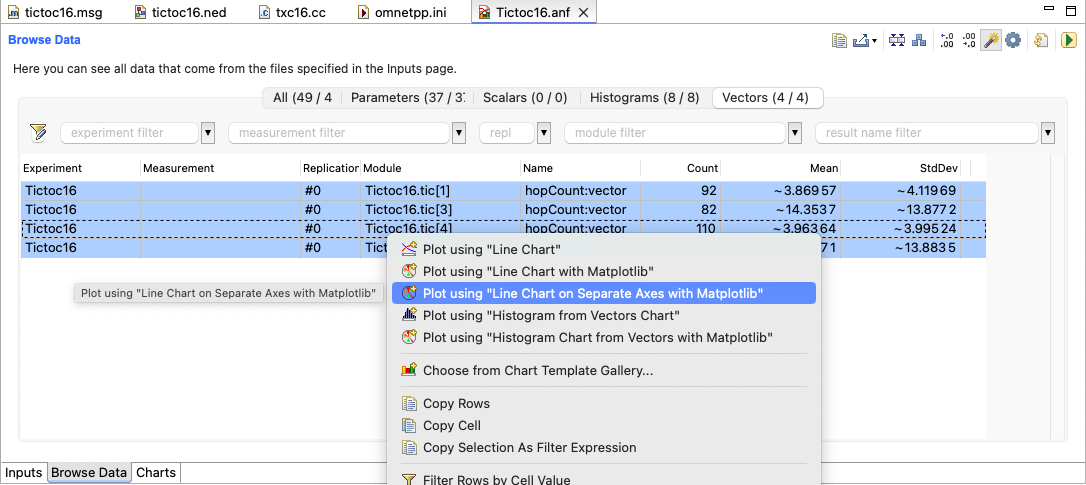 tictoc16.msg tictoc16.ned txc16.cc omnetpp.ini Tictoc16.anf
Browse Data
Here you can see all data that come from the files specified in the Inputs page.
All (49 / 4 Parameters (37 / 37 Scalars (0 / 0) Histograms (8 / 8) Vectors (4 / 4)
experiment filter measurement filter repl module filter result name filter
Experiment Measurement Replication Module Name Count Mean StdDev
Tictoc16 #0 Tictoc16.tic[1] hopCount:vector 92 ~3.86957 ~4.11969
Tictoc16 #0 Tictoc16.tic[3] hopCount:vector 82 ~14.3537 ~13.8772
Tictoc16 #0 Tictoc16.tic[4] hopCount:vector 110 ~3.96364 ~3.99524
Tictoc16 #0 Tict 71 ~13.8835
Plot using "Line Chart"
Plot using "Line Chart with Matplotlib"
Plot using "Line Chart on Separate Axes with Matplotlib"
Plot using "Line Chart on Separate Axes with Matplotlib"
Plot using "Histogram from Vectors Chart"
Plot using "Histogram Chart from Vectors with Matplotlib"
Choose from Chart Template Gallery...
Copy Rows
Copy Cell
Copy Selection As Filter Expression
Filter Rows by Cell Value
Inputs Browse Data Charts